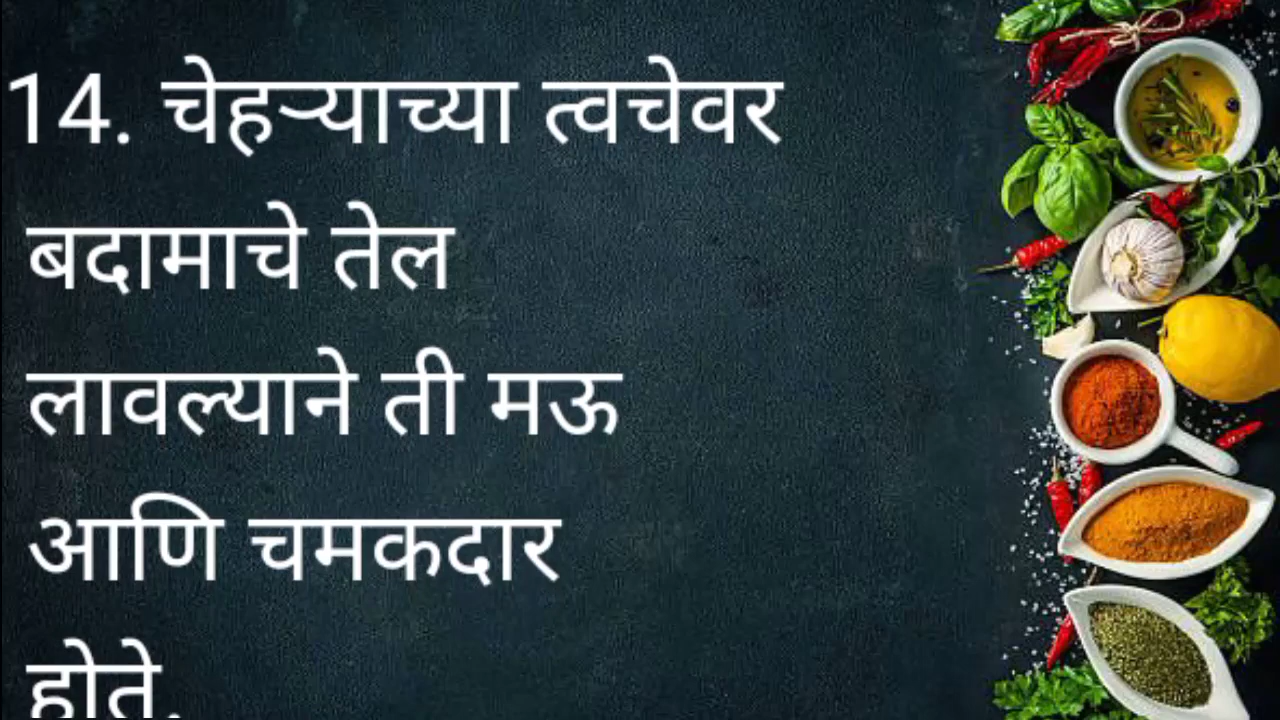 14. चेहऱ्याच्या त्वचेवर
बदामाचे तेल
लावल्याने ती मऊ
आणि चमकदार
होते.